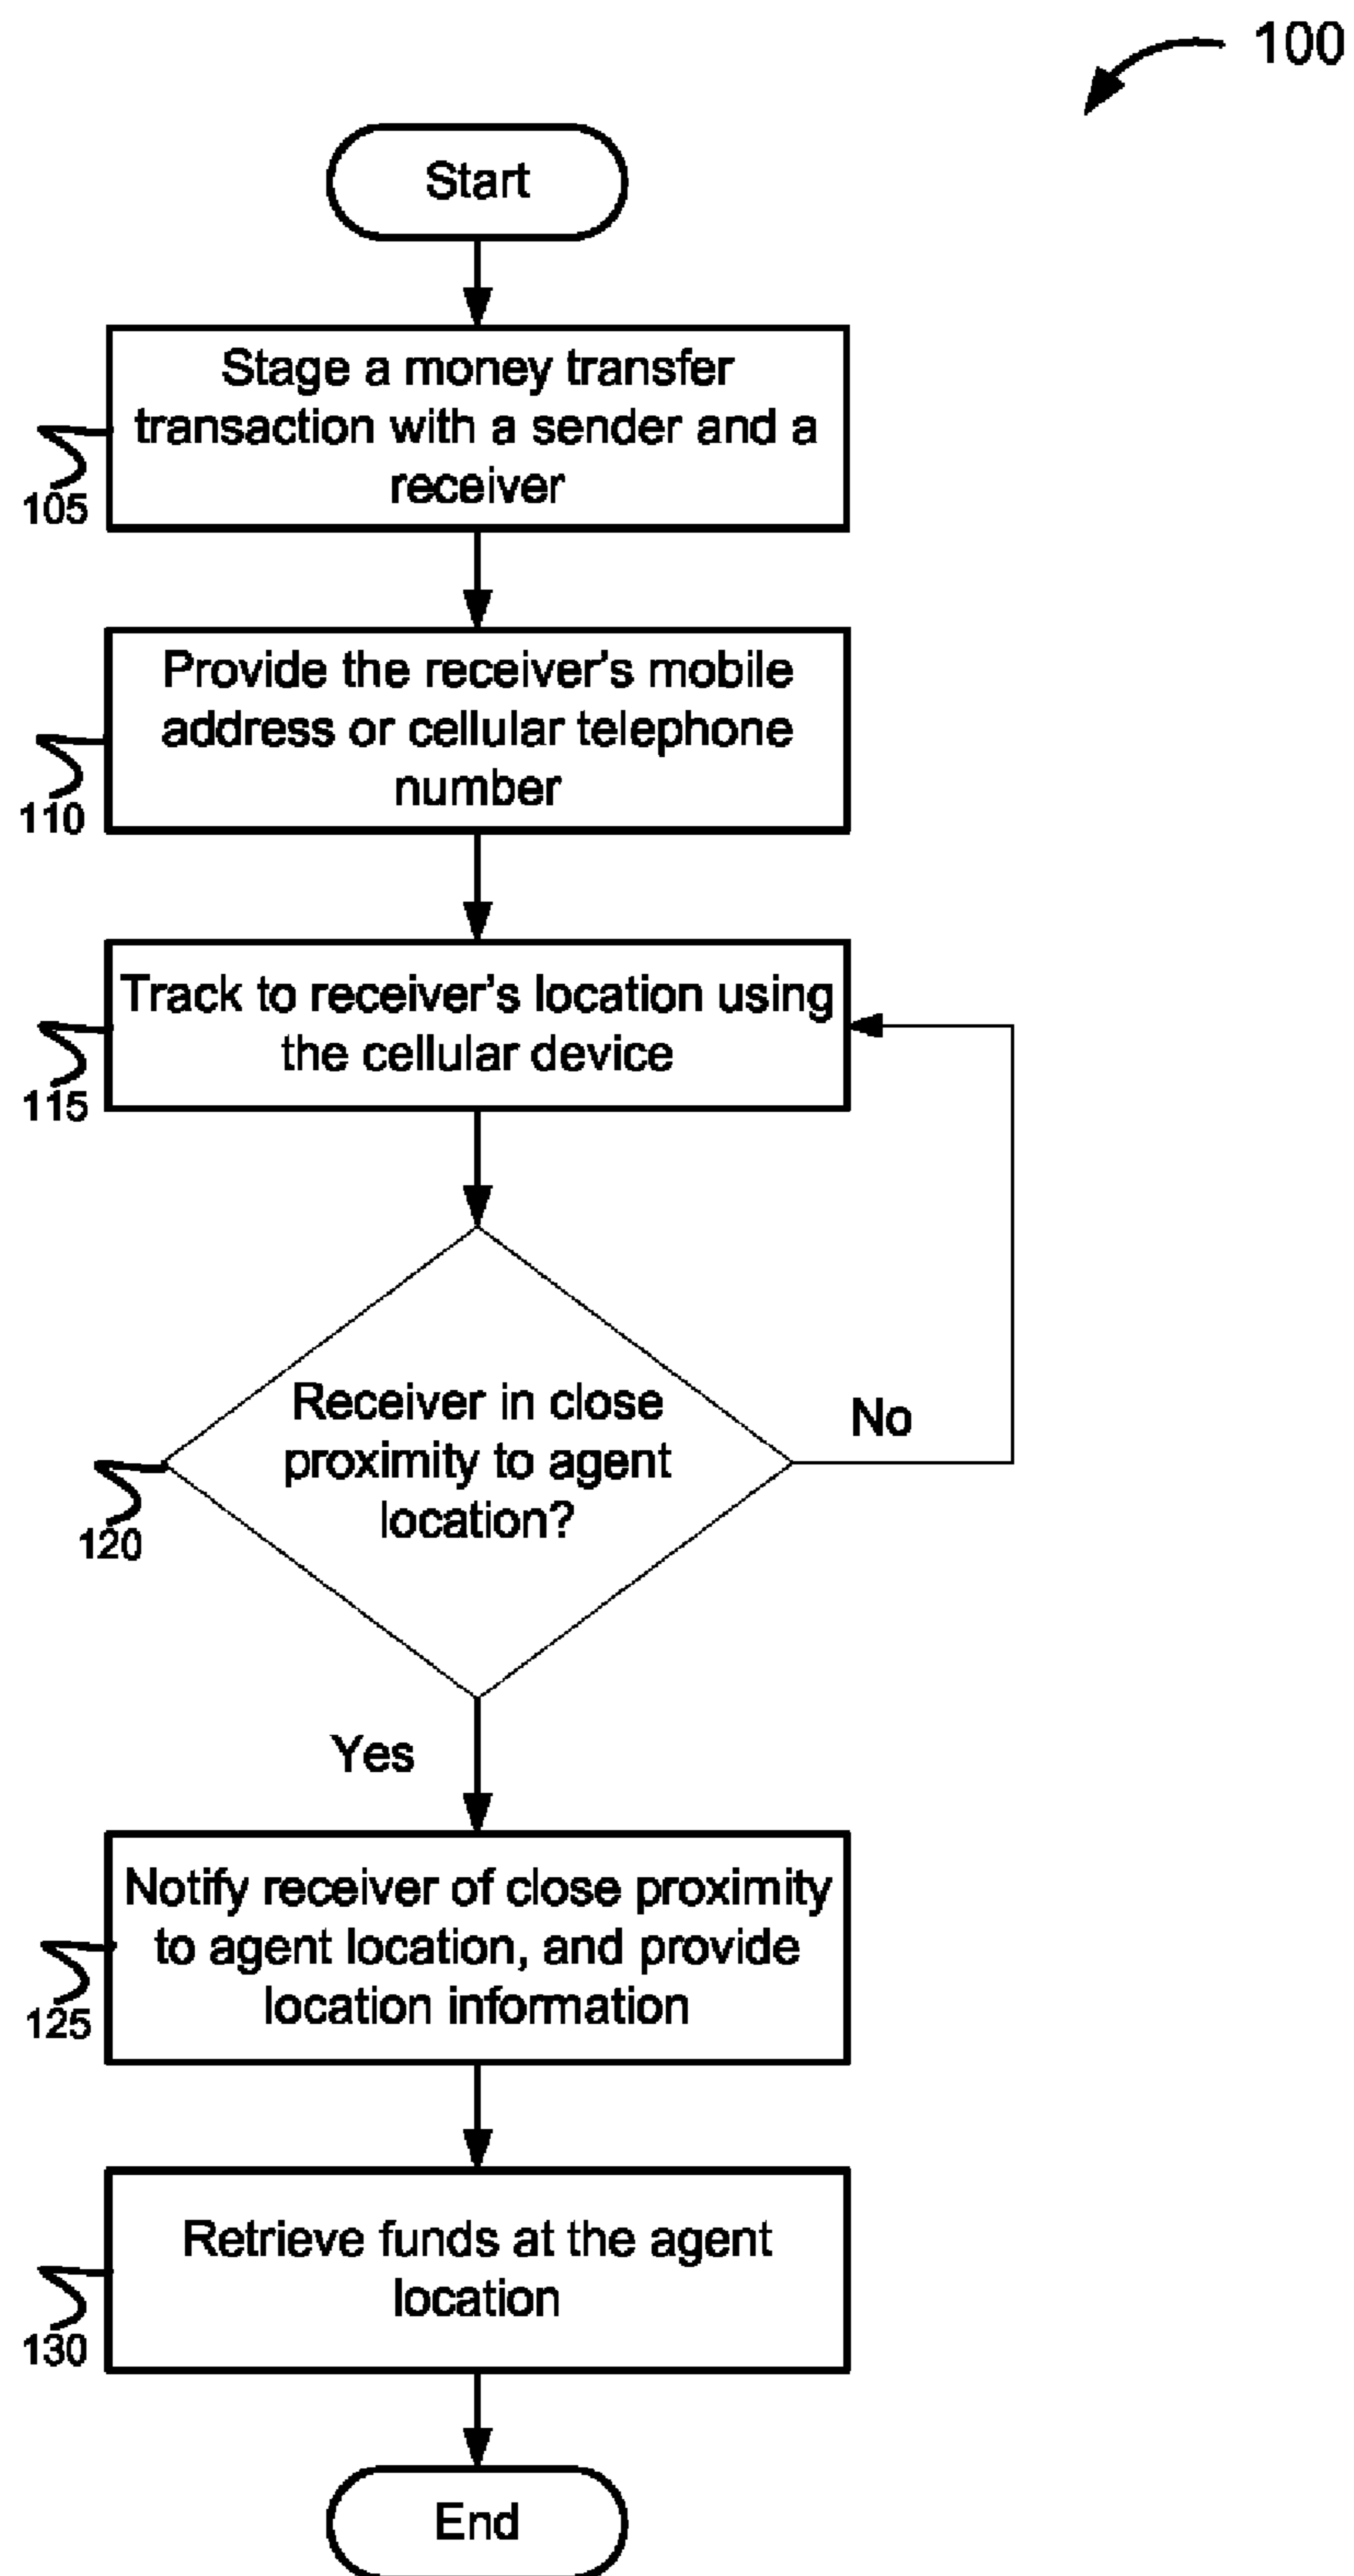 100
Start
Stage a money transfer
transaction with a sender and a
receiver
105
Provide the receiver's mobile
address or cellular telephone
number
110
Track to receiver's location using
the cellular device
115
Receiver in close
proximity to agent
location?
No
120
Yes
Notify receiver of close proximity
to agent location, and provide
location information
125
Retrieve funds at the agent
location
130
End